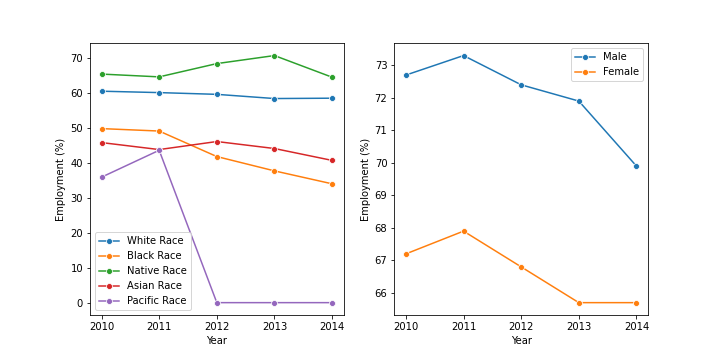 70
60
50
40
30
20
10
0
Employment (%)
White Race
Black Race
Native Race
Asian Race
Pacific Race
2010 2011 2012 2013 2014
Year
73
72
71
70
69
68
67
66
Employment (%)
Male
Female
2010 2011 2012 2013 2014
Year